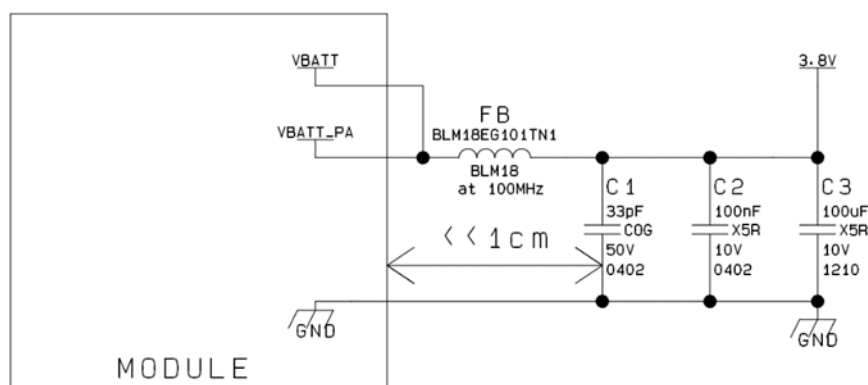 VBATT
3.8V
FB
BLM18EG101TN1
VBATT_PA
BLM18
at 100MHz
C1
33pF
C0G
50V
0402
C2
100nF
X5R
10V
0402
C3
100uF
X5R
10V
1210
<<1cm
GND
GND
MODULE